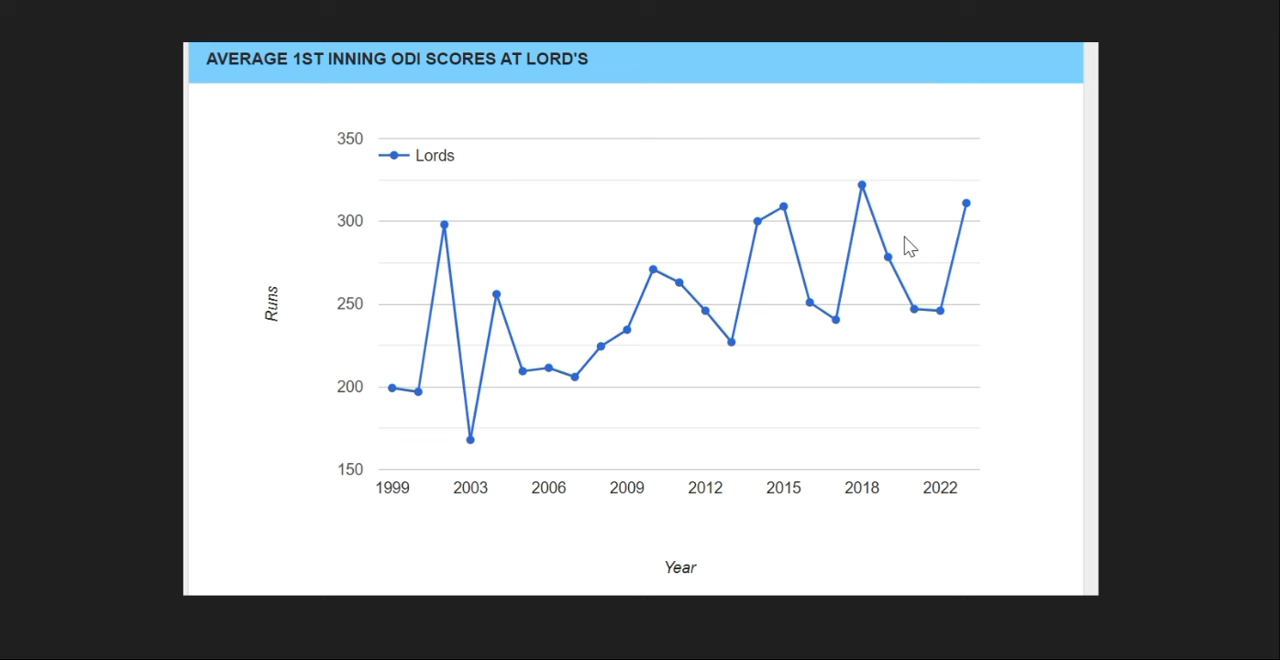 AVERAGE 1ST INNING ODI SCORES AT LORD'S
350
Lords
300
250
Runs
200
150
1999 2003 2006 2009 2012 2015 2018 2022
Year